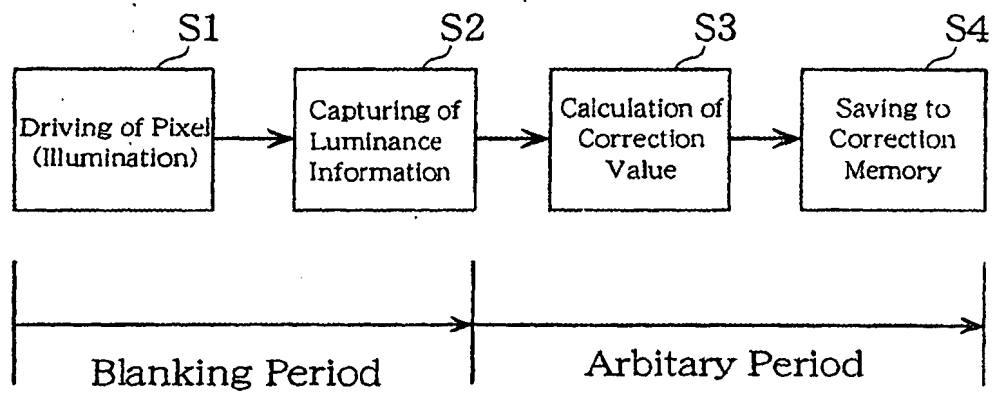 S1
S2
S3
S4
Driving of Pixel
(Illumination)
Capturing of
Luminance
Information
Calculation of
Correction
Value
Saving to
Correction
Memory
Blanking Period
Arbitary Period